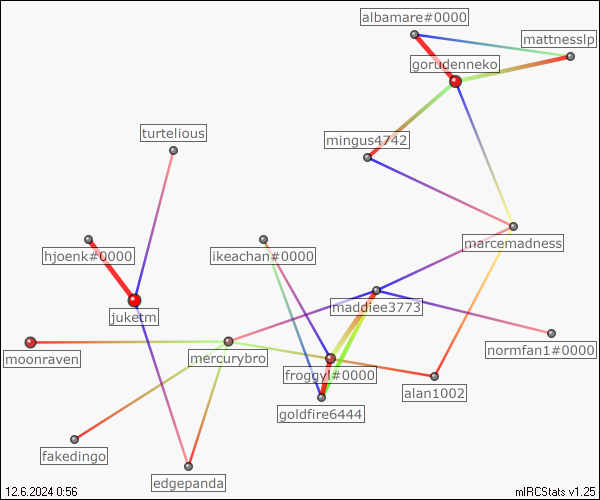 albamare#0000
mattnesslp
gorudenneko
turtelious
mingus4742
hjoenk#0000
ikeachan#0000
marcemadness
maddiee3773
juketm
moonraven
mercurybro
normfan1#0000
froggyl#0000
alan1002
goldfire6444
fakedingo
edgepanda
12.6.2024 0:56
mIRCStats v1.25